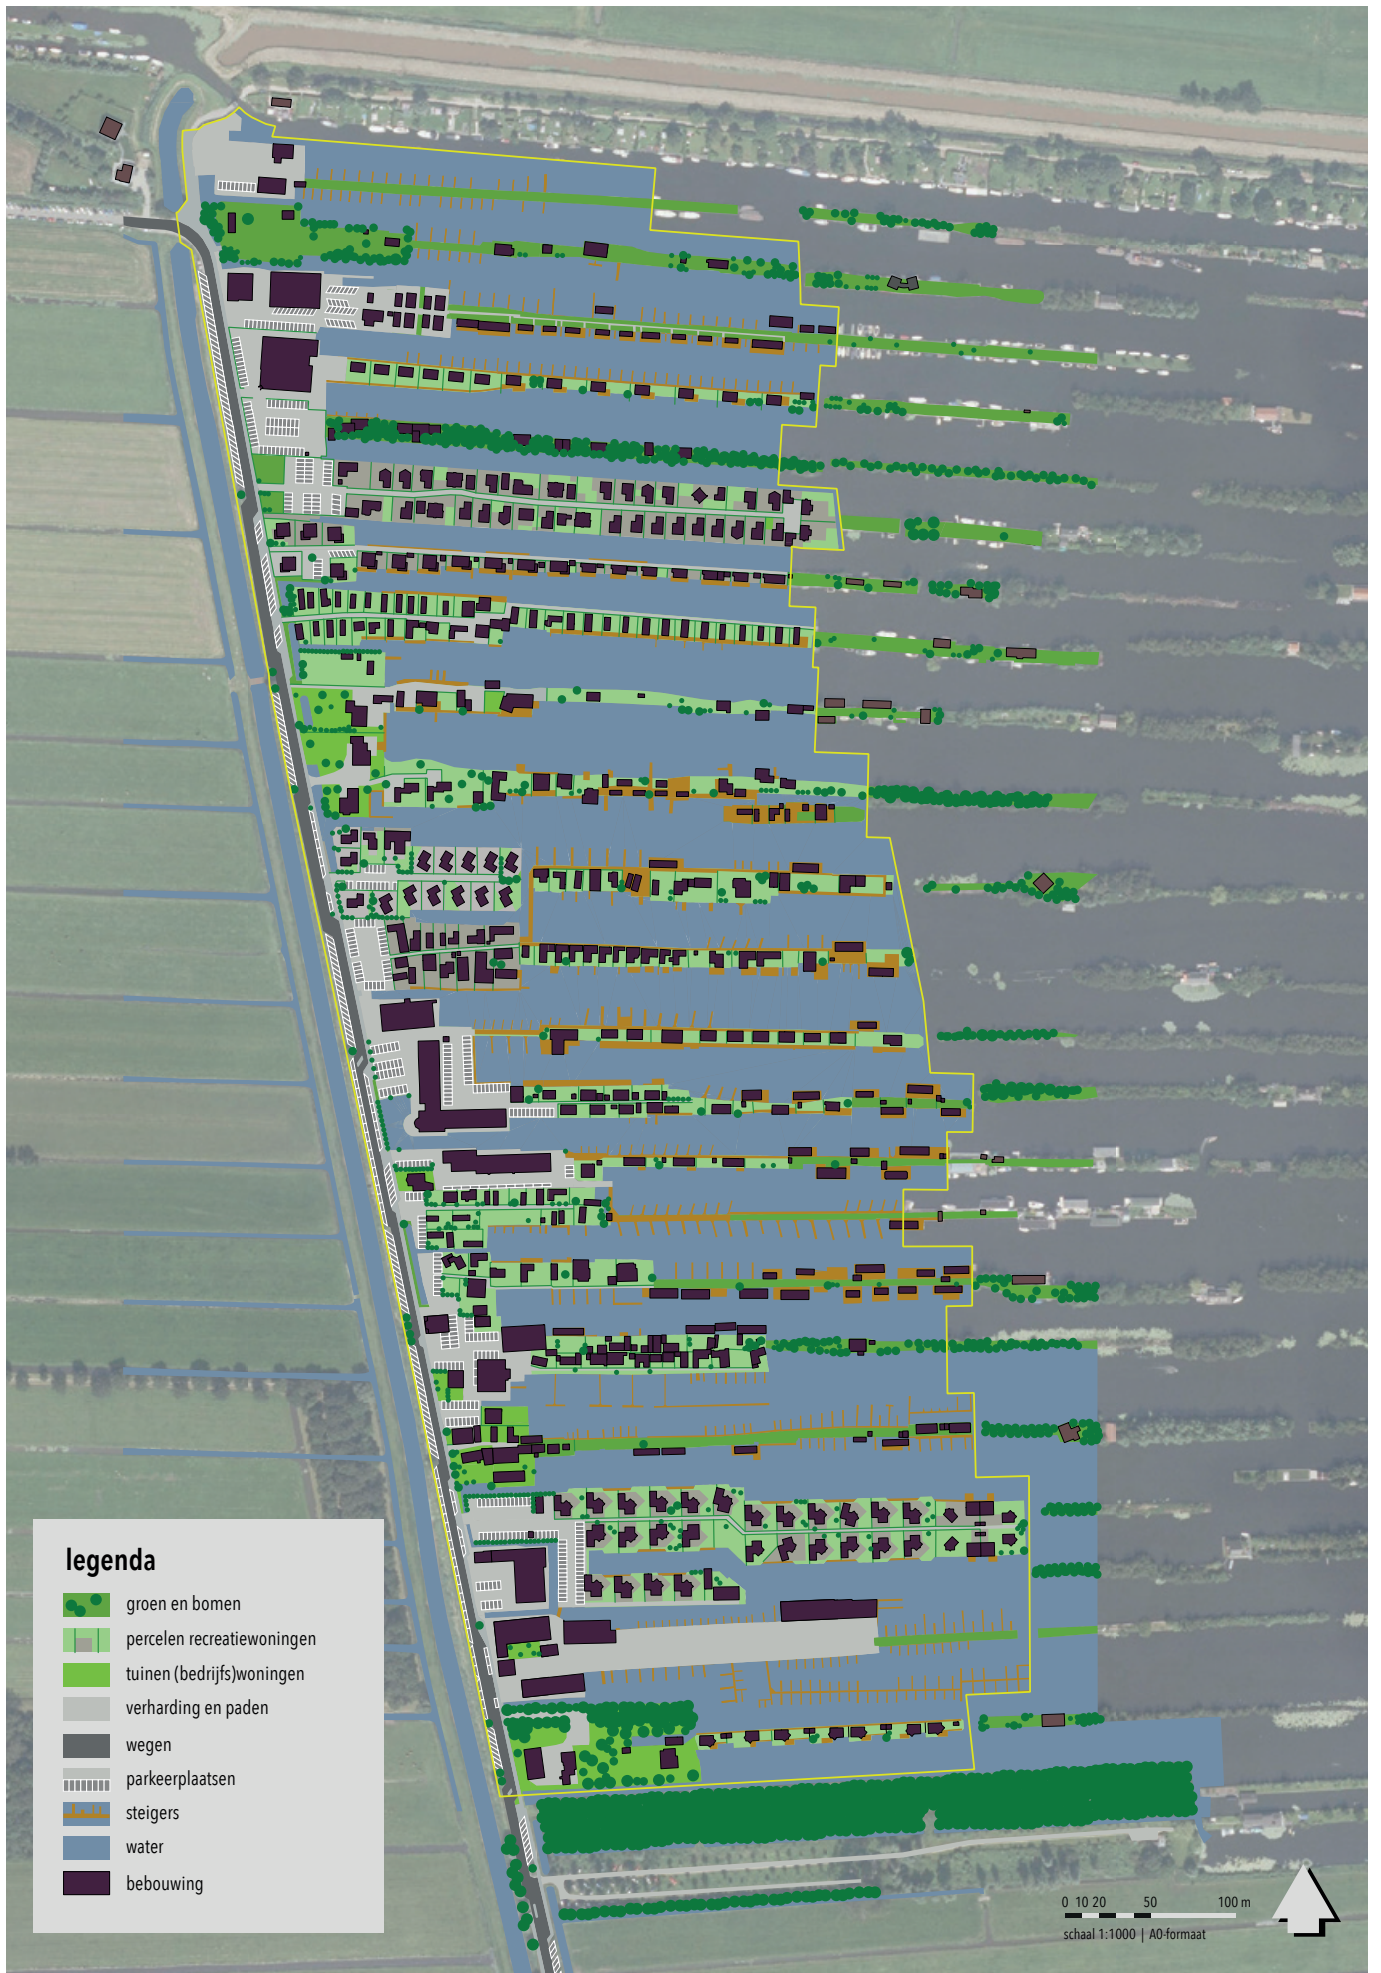 legenda
groen en bomen
percelen recreatiewoningen
tuinen (bedrijfs)woningen
verharding en paden
wegen
parkeerplaatsen
steigers
water
bebouwing
0 10 20 50 100 m
schaal 1:1000 | A0-formaat